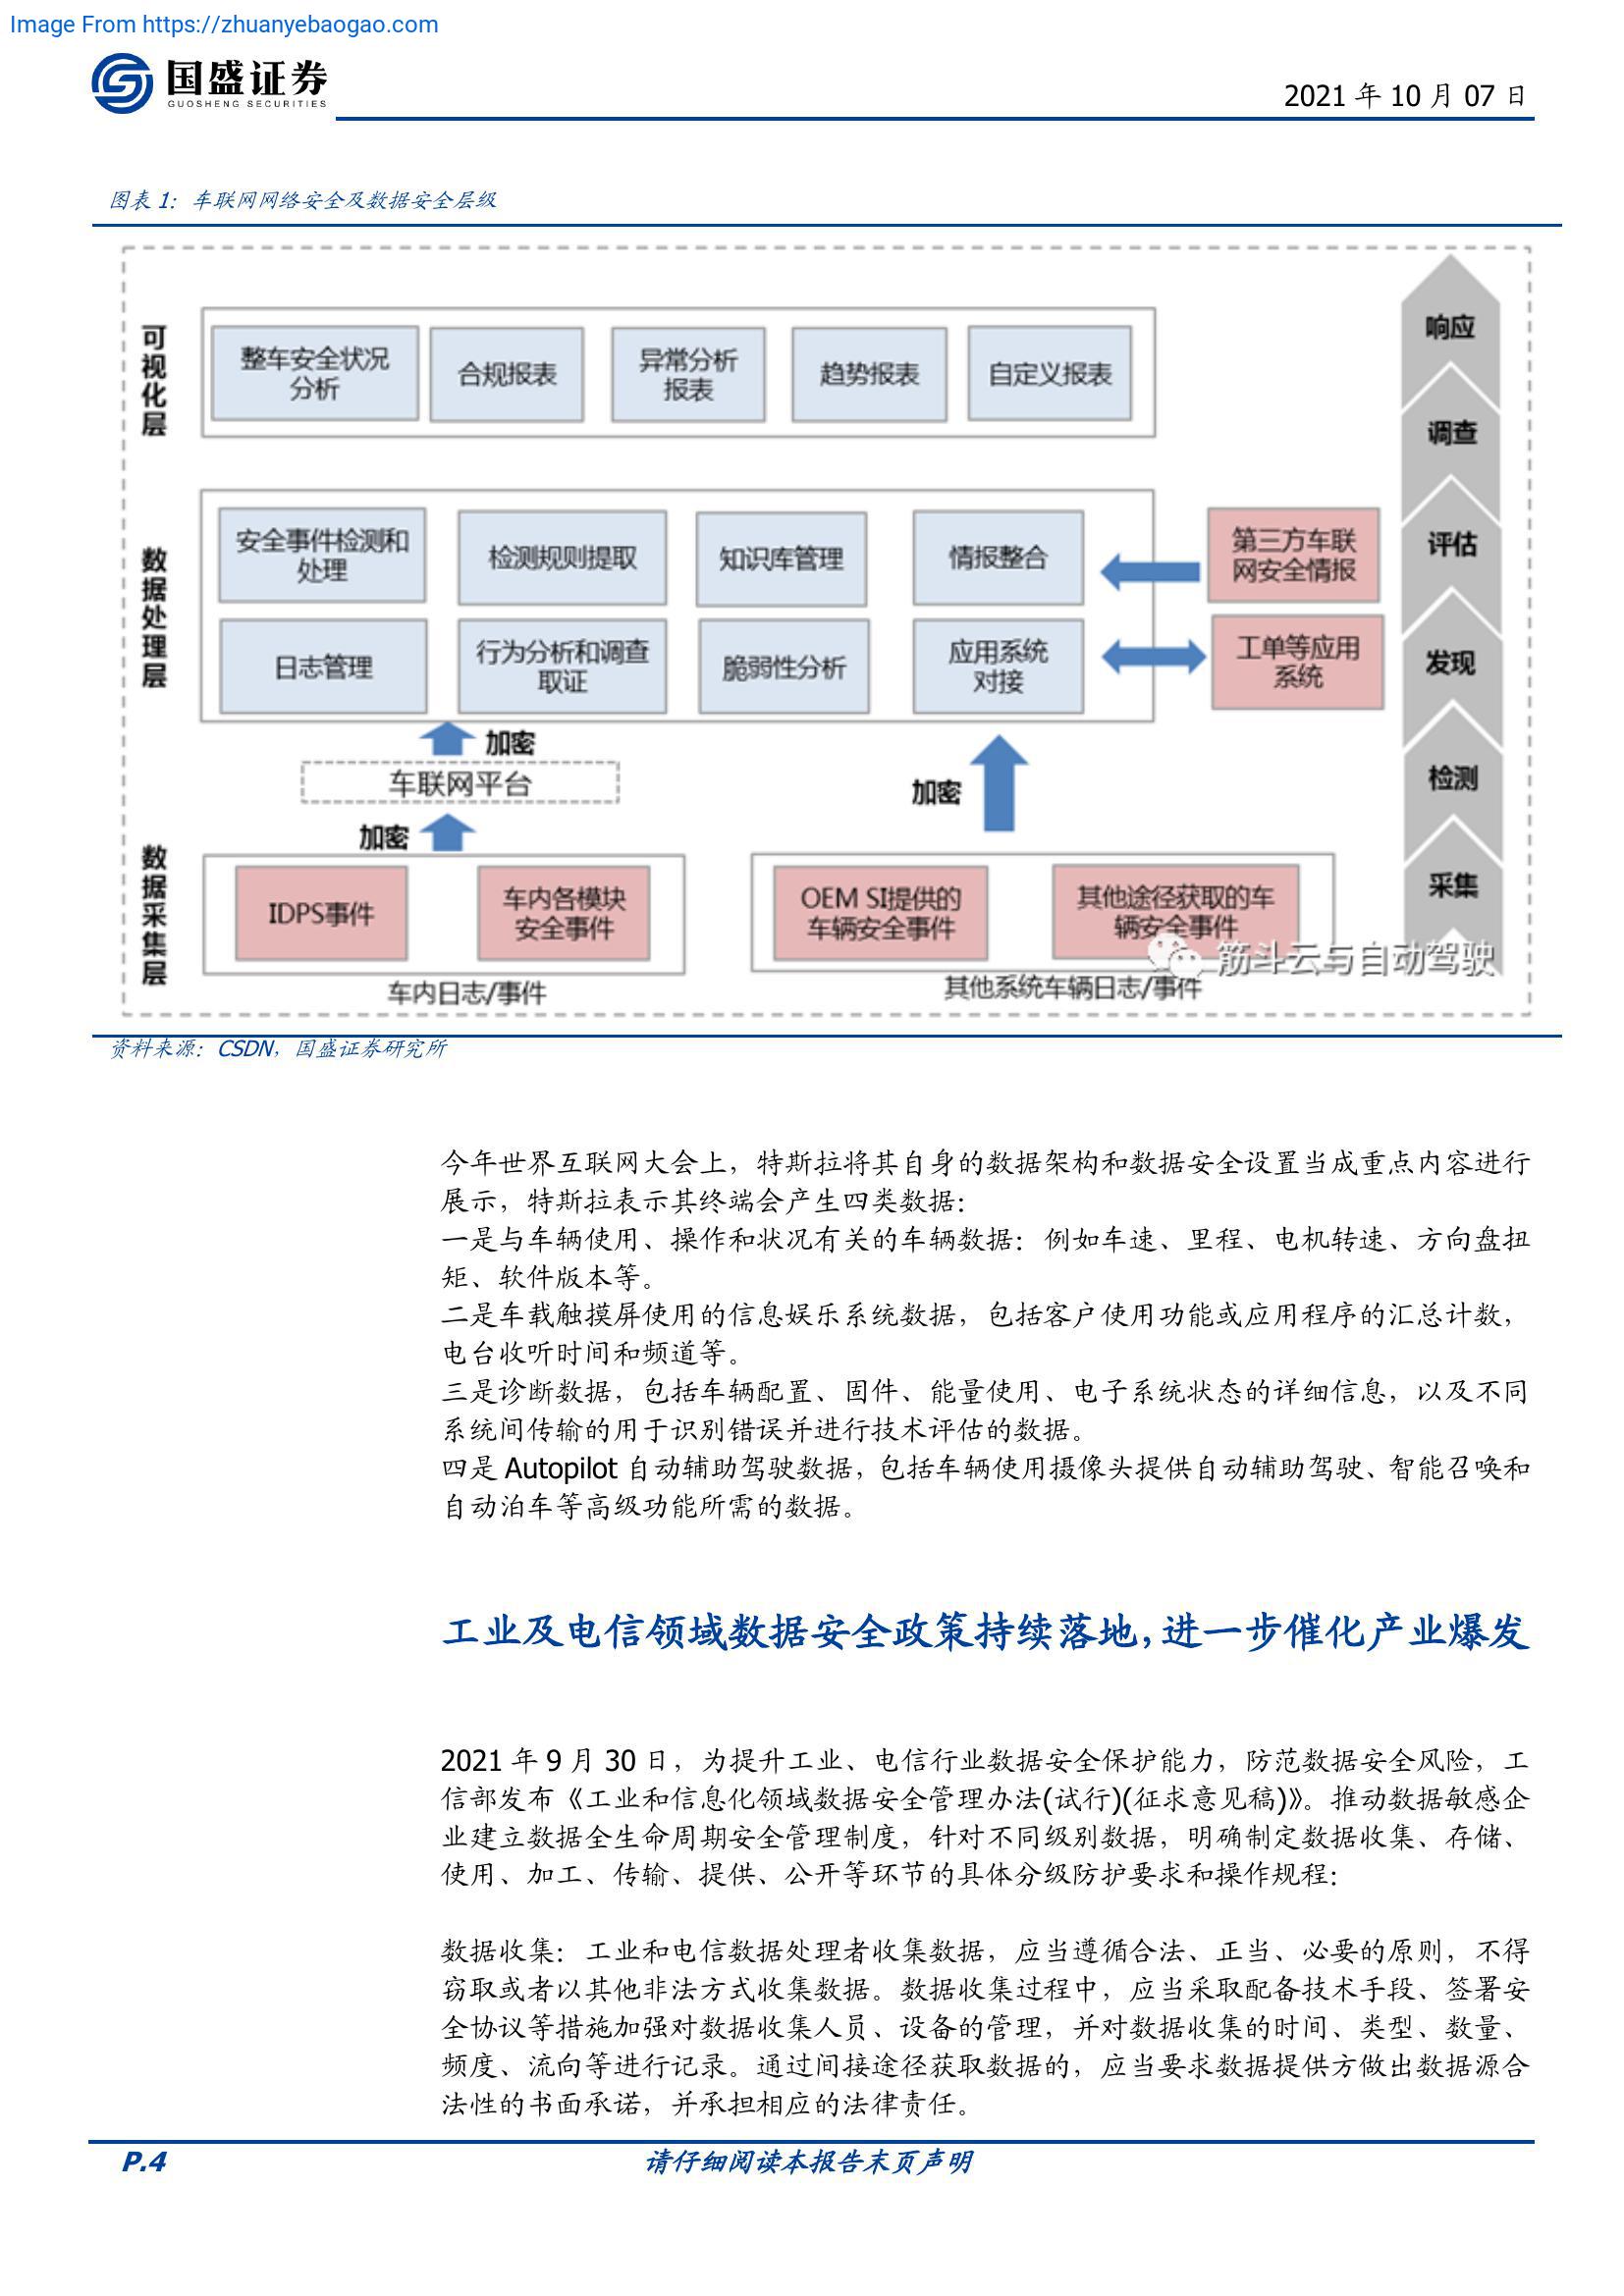 Image From https://zhuanyebaogao.com
国盛证券
GUOSHENG SECURITIES
2021 年 10 月 07 日
图表 1：车联网网络安全及数据安全层级
可视化层
整车安全状况
分析
合规报表
异常分析
报表
趋势报表
自定义报表
数据处理层
安全事件检测和
处理
检测规则提取
知识库管理
情报整合
第三方车联
网安全情报
日志管理
行为分析和调查
取证
脆弱性分析
应用系统
对接
工单等应用
系统
加密
车联网平台
加密
加密
数据采集层
IDPS事件
车内各模块
安全事件
OEM SI提供的
车辆安全事件
其他途径获取的车
辆安全事件
车内日志/事件
其他系统车辆日志/事件
响应
调查
评估
发现
检测
采集
筋斗云与自动驾驶
资料来源：CSDN，国盛证券研究所
今年世界互联网大会上，特斯拉将其自身的数据架构和数据安全设置当成重点内容进行
展示，特斯拉表示其终端会产生四类数据：
一是与车辆使用、操作和状况有关的车辆数据：例如车速、里程、电机转速、方向盘扭
矩、软件版本等。
二是车载触摸屏使用的信息娱乐系统数据，包括客户使用功能或应用程序的汇总计数，
电台收听时间和频道等。
三是诊断数据，包括车辆配置、固件、能量使用、电子系统状态的详细信息，以及不同
系统间传输的用于识别错误并进行技术评估的数据。
四是 Autopilot 自动辅助驾驶数据，包括车辆使用摄像头提供自动辅助驾驶、智能召唤和
自动泊车等高级功能所需的数据。
工业及电信领域数据安全政策持续落地，进一步催化产业爆发
2021 年 9 月 30 日，为提升工业、电信行业数据安全保护能力，防范数据安全风险，工
信部发布《工业和信息化领域数据安全管理办法(试行)(征求意见稿)》。推动数据敏感企
业建立数据全生命周期安全管理制度，针对不同级别数据，明确制定数据收集、存储、
使用、加工、传输、提供、公开等环节的具体分级防护要求和操作规程：
数据收集：工业和电信数据处理者收集数据，应当遵循合法、正当、必要的原则，不得
窃取或者以其他非法方式收集数据。数据收集过程中，应当采取配备技术手段、签署安
全协议等措施加强对数据收集人员、设备的管理，并对数据收集的时间、类型、数量、
频度、流向等进行记录。通过间接途径获取数据的，应当要求数据提供方做出数据源合
法性的书面承诺，并承担相应的法律责任。
P.4
请仔细阅读本报告末页声明